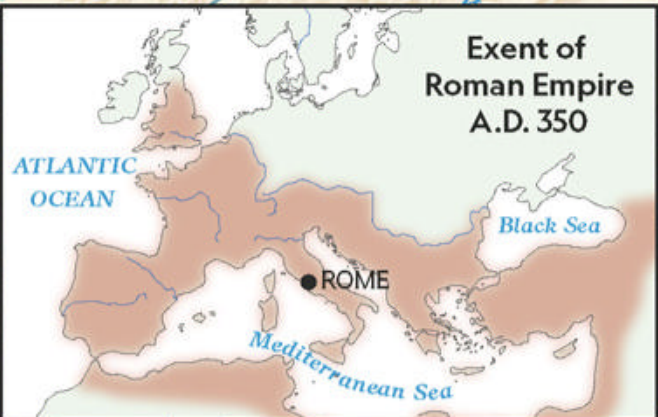 Exent of
Roman Empire
A.D. 350
ATLANTIC
OCEAN
Black Sea
ROME
Mediterranean Sea